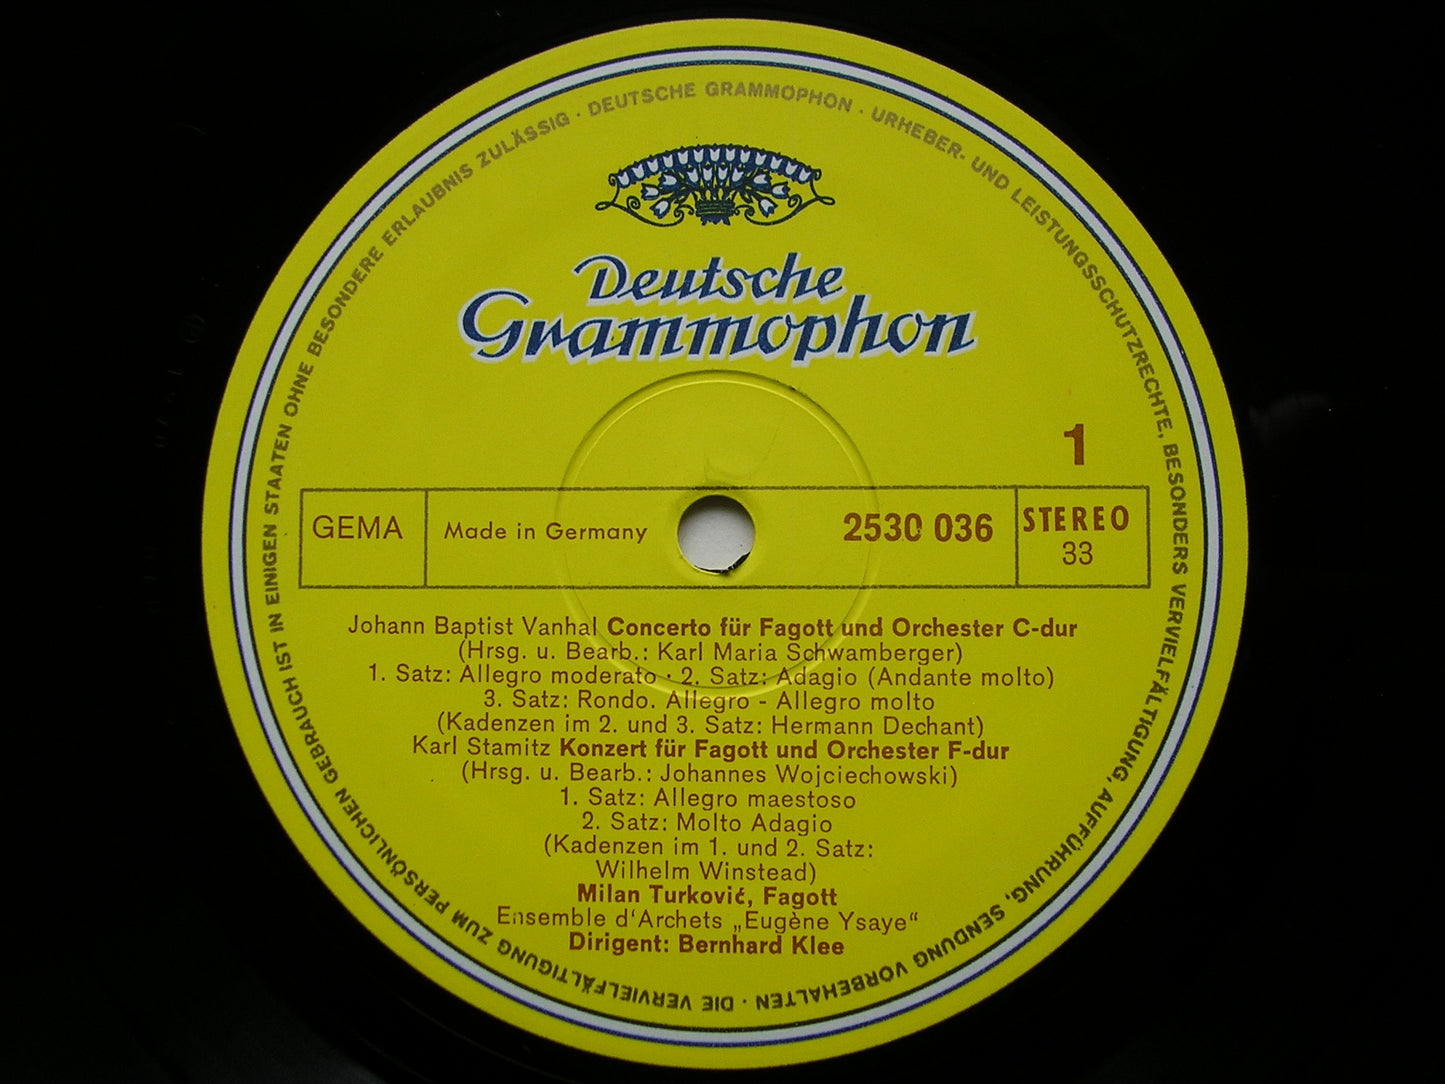 DEUTSCHE GRAMMOPHON · URHEBER- UND LEISTUNGSSCHUTZRECHTE, BESONDERS VERVIELFÄLTIGUNG, AUFFÜHRUNG, SENDUNG VORBEHALTEN · DIE VERVIELFÄLTIGUNG ZUM PERSÖNLICHEN GEBRAUCH IST IN EINIGEN STAATEN OHNE BESONDERE ERLAUBNIS ZULÄSSIG ·
Deutsche
Grammophon
1
GEMA Made in Germany 2530 036 STEREO
33
Johann Baptist Vanhal Concerto für Fagott und Orchester C-dur
(Hrsg. u. Bearb.: Karl Maria Schwamberger)
1. Satz: Allegro moderato · 2. Satz: Adagio (Andante molto)
3. Satz: Rondo. Allegro - Allegro molto
(Kadenzen im 2. und 3. Satz: Hermann Dechant)
Karl Stamitz Konzert für Fagott und Orchester F-dur
(Hrsg. u. Bearb.: Johannes Wojciechowski)
1. Satz: Allegro maestoso
2. Satz: Molto Adagio
(Kadenzen im 1. und 2. Satz:
Wilhelm Winstead)
Milan Turković, Fagott
Ensemble d'Archets „Eugène Ysaye“
Dirigent: Bernhard Klee